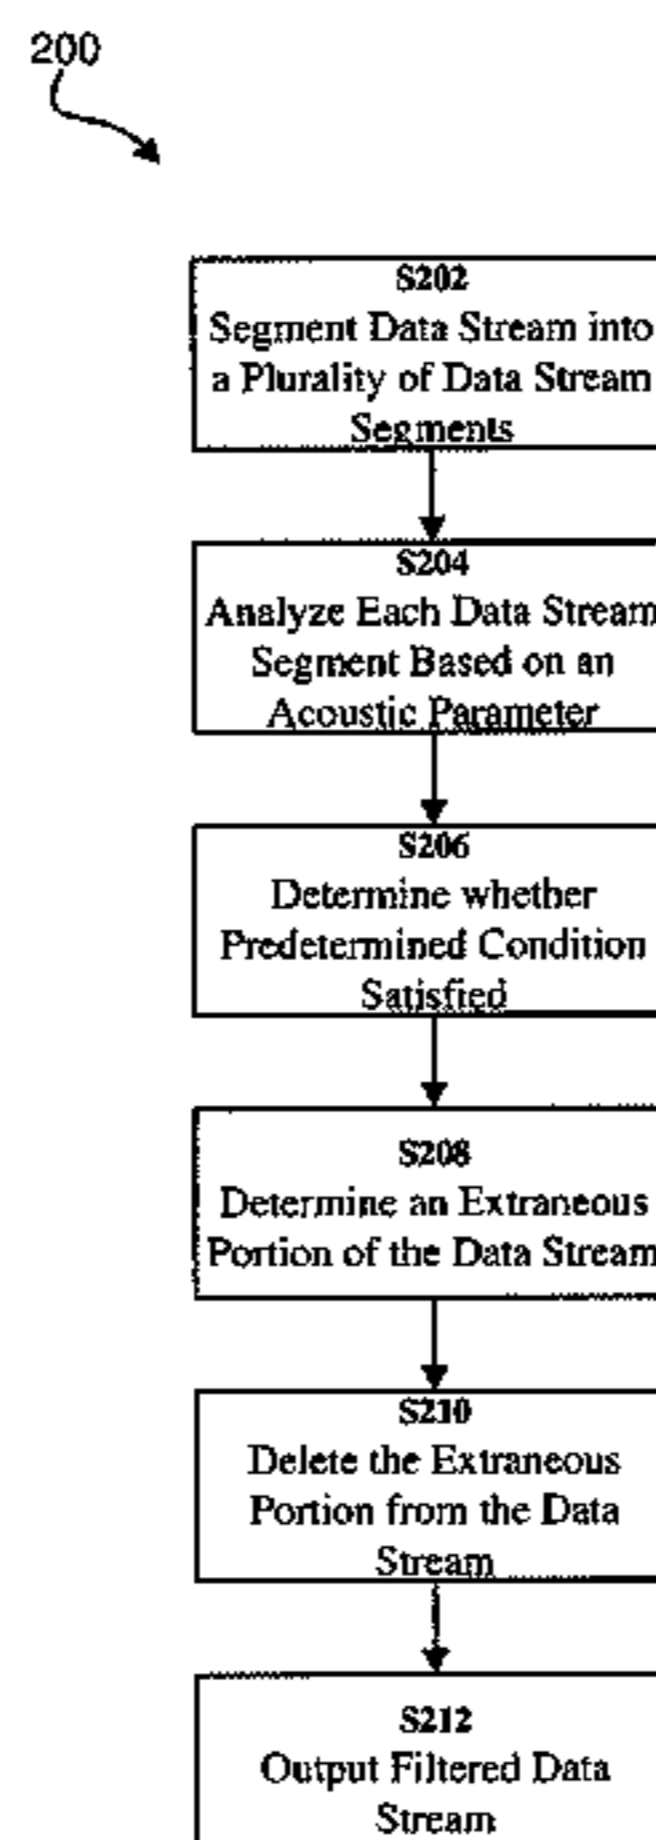 200
S202
Segment Data Stream into
a Plurality of Data Stream
Segments
S204
Analyze Each Data Stream
Segment Based on an
Acoustic Parameter
S206
Determine whether
Predetermined Condition
Satisfied
S208
Determine an Extraneous
Portion of the Data Stream
S210
Delete the Extraneous
Portion from the Data
Stream
S212
Output Filtered Data
Stream